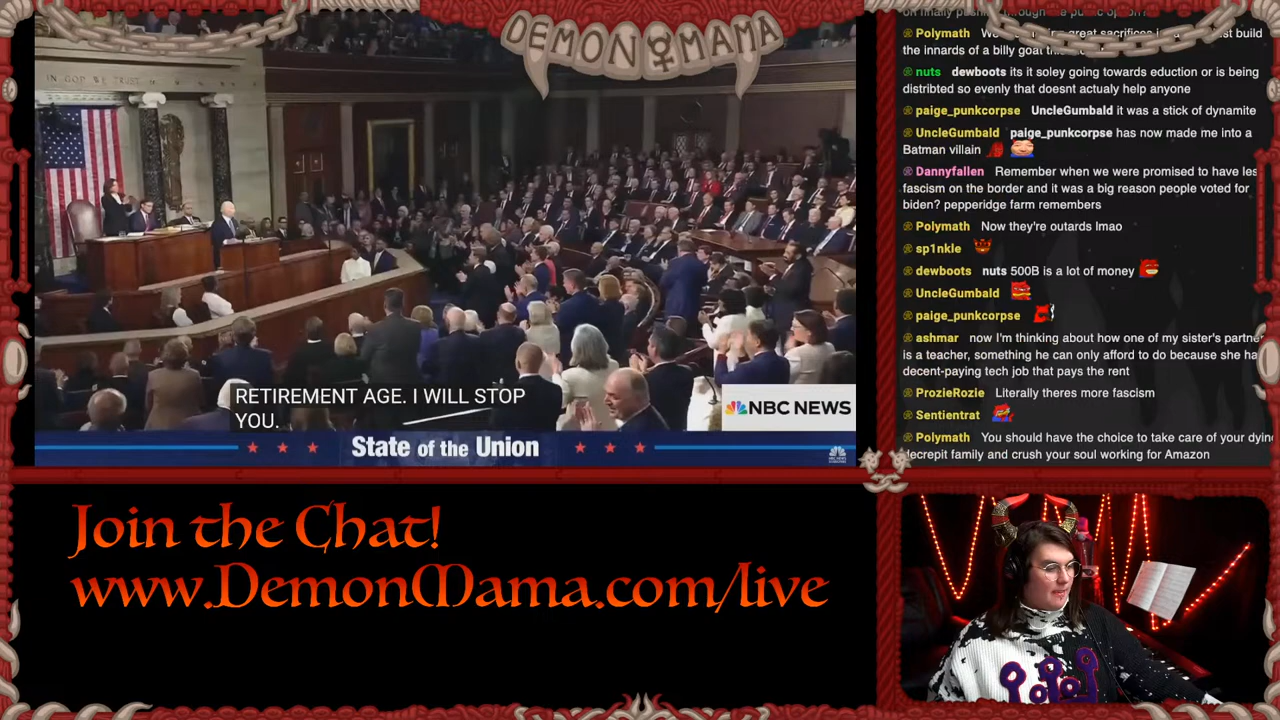 DEMON MAMA
IN GOD WE TRUST
RETIREMENT AGE. I WILL STOP
YOU.
NBC NEWS
State of the Union
Polymath
the innards of a billy goat
nuts dewboots its it soley going towards eduction or is being
distribted so evenly that doesnt actualy help anyone
paige_punkcorpse UncleGumbald it was a stick of dynamite
UncleGumbald paige_punkcorpse has now made me into a
Batman villain
Dannyfallen Remember when we were promised to have les
fascism on the border and it was a big reason people voted for
biden? pepperidge farm remembers
Polymath Now they're outards lmao
sp1nkle
dewboots nuts 500B is a lot of money
UncleGumbald
paige_punkcorpse
ashmar now I'm thinking about how one of my sister's partne
is a teacher, something he can only afford to do because she ha
decent-paying tech job that pays the rent
ProzieRozie Literally theres more fascism
Sentientrat
Polymath You should have the choice to take care of your dyin
decrepit family and crush your soul working for Amazon
Join the Chat!
www.DemonMama.com/live